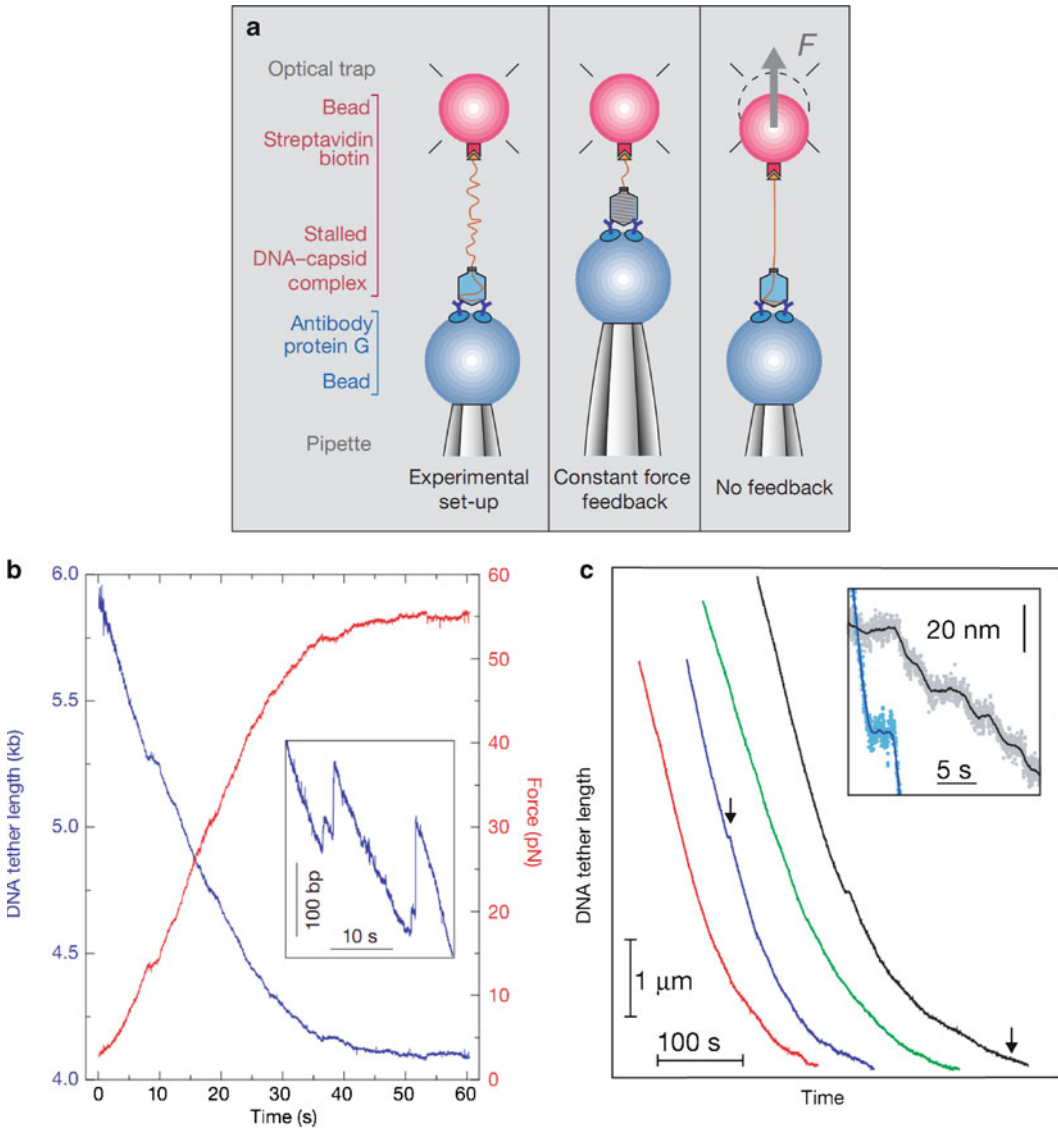 a
Optical trap
Bead
Streptavidin
biotin
Stalled
DNA–capsid
complex
Antibody
protein G
Bead
Pipette
F
Experimental
set-up
Constant force
feedback
No feedback
b
DNA tether length (kb)
6.0
5.5
5.0
4.5
4.0
0
10
20
30
40
50
60
Time (s)
60
50
40
30
20
10
0
Force (pN)
100 bp
10 s
c
DNA tether length
1 μm
100 s
Time
20 nm
5 s